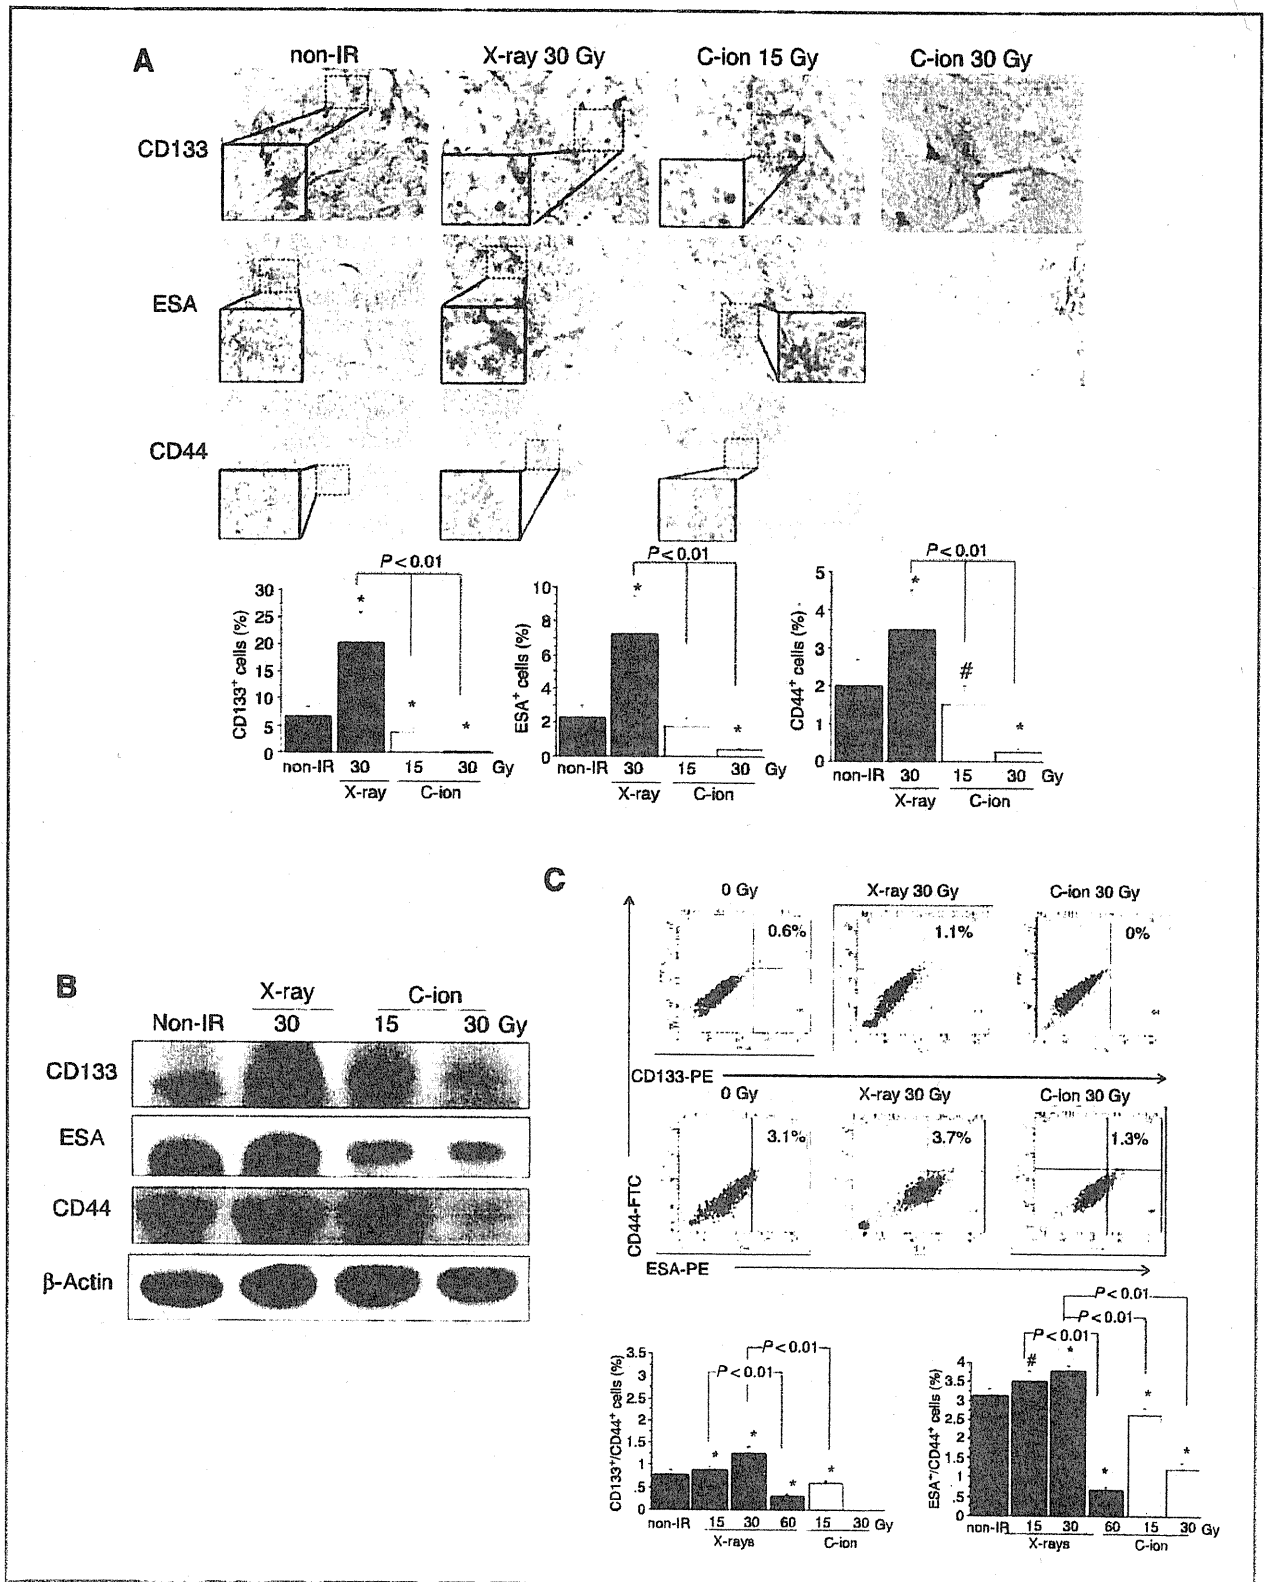 A
non-IR X-ray 30 Gy C-ion 15 Gy C-ion 30 Gy
CD133
ESA
CD44
P < 0.01
CD133+ cells (%)
30
25
20
15
10
5
0
*
*
*
non-IR 30 15 30 Gy
X-ray C-ion
P < 0.01
ESA+ cells (%)
10
8
6
4
2
0
*
*
non-IR 30 15 30 Gy
X-ray C-ion
P < 0.01
CD44+ cells (%)
5
4
3
2
1
0
*
#
*
non-IR 30 15 30 Gy
X-ray C-ion
B
X-ray C-ion
Non-IR 30 15 30 Gy
CD133
ESA
CD44
β-Actin
C
0 Gy X-ray 30 Gy C-ion 30 Gy
0.6% 1.1% 0%
CD133-PE
0 Gy X-ray 30 Gy C-ion 30 Gy
3.1% 3.7% 1.3%
CD44-FTC
ESA-PE
P < 0.01
P < 0.01
CD133+/CD44+ cells (%)
3.5
3
2.5
2
1.5
1
.5
0
*
*
*
*
non-IR 15 30 60 15 30 Gy
X-rays C-ion
P < 0.01
P < 0.01
P < 0.01
ESA+/CD44+ cells (%)
4
3.5
3
2.5
2
1.5
1
.5
0
#
*
*
*
*
non-IR 15 30 60 15 30 Gy
X-rays C-ion